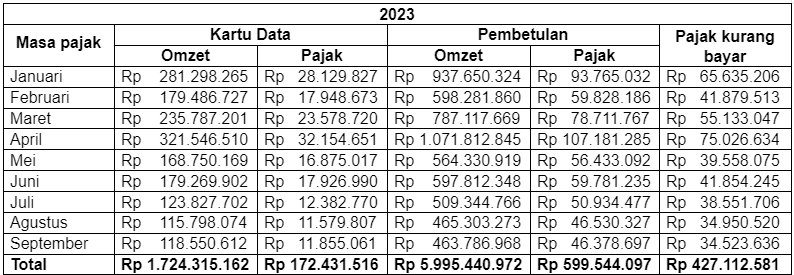 2023
Masa pajak Kartu Data Pembetulan Pajak kurang bayar
Omzet Pajak Omzet Pajak
Januari Rp 281.298.265 Rp 28.129.827 Rp 937.650.324 Rp 93.765.032 Rp 65.635.206
Februari Rp 179.486.727 Rp 17.948.673 Rp 598.281.860 Rp 59.828.186 Rp 41.879.513
Maret Rp 235.787.201 Rp 23.578.720 Rp 787.117.669 Rp 78.711.767 Rp 55.133.047
April Rp 321.546.510 Rp 32.154.651 Rp 1.071.812.845 Rp 107.181.285 Rp 75.026.634
Mei Rp 168.750.169 Rp 16.875.017 Rp 564.330.919 Rp 56.433.092 Rp 39.558.075
Juni Rp 179.269.902 Rp 17.926.990 Rp 597.812.348 Rp 59.781.235 Rp 41.854.245
Juli Rp 123.827.702 Rp 12.382.770 Rp 509.344.766 Rp 50.934.477 Rp 38.551.706
Agustus Rp 115.798.074 Rp 11.579.807 Rp 465.303.273 Rp 46.530.327 Rp 34.950.520
September Rp 118.550.612 Rp 11.855.061 Rp 463.786.968 Rp 46.378.697 Rp 34.523.636
Total Rp 1.724.315.162 Rp 172.431.516 Rp 5.995.440.972 Rp 599.544.097 Rp 427.112.581